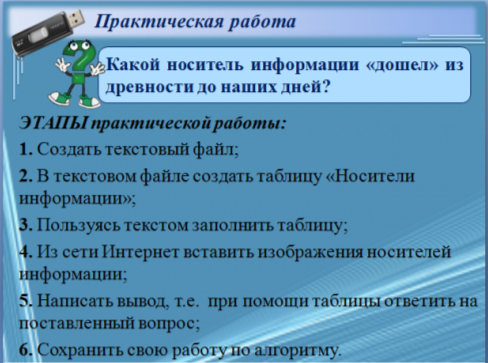 Практическая работа
Какой носитель информации «дошел» из
древности до наших дней?
ЭТАПЫ практической работы:
1. Создать текстовый файл;
2. В текстовом файле создать таблицу «Носители
информации»;
3. Пользуясь текстом заполнить таблицу;
4. Из сети Интернет вставить изображения носителей
информации;
5. Написать вывод, т.е. при помощи таблицы ответить на
поставленный вопрос;
6. Сохранить свою работу по алгоритму.